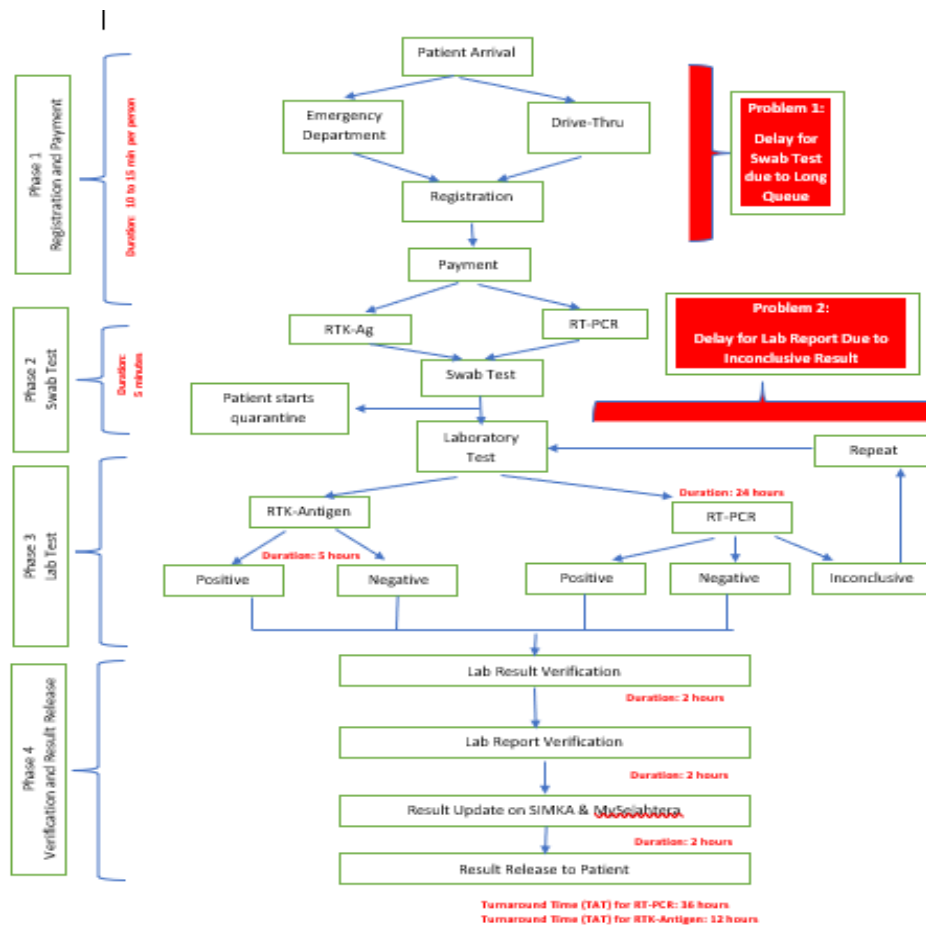 Phase 1
Registration and Payment
Duration: 10 to 15 min per person
Patient Arrival
Emergency
Department
Drive-Thru
Registration
Payment
Problem 1:
Delay for
Swab Test
due to Long
Queue
Phase 2
Swab Test
Duration:
5 minutes
RTK-Ag
RT-PCR
Swab Test
Patient starts
quarantine
Problem 2:
Delay for Lab Report Due to
Inconclusive Result
Phase 3
Lab Test
Laboratory
Test
Repeat
RTK-Antigen
Duration: 24 hours
RT-PCR
Duration: 5 hours
Positive
Negative
Positive
Negative
Inconclusive
Phase 4
Verification and Result Release
Lab Result Verification
Duration: 2 hours
Lab Report Verification
Duration: 2 hours
Result Update on SIMKA & MySejahtera
Duration: 2 hours
Result Release to Patient
Turnaround Time (TAT) for RT-PCR: 36 hours
Turnaround Time (TAT) for RTK-Antigen: 12 hours